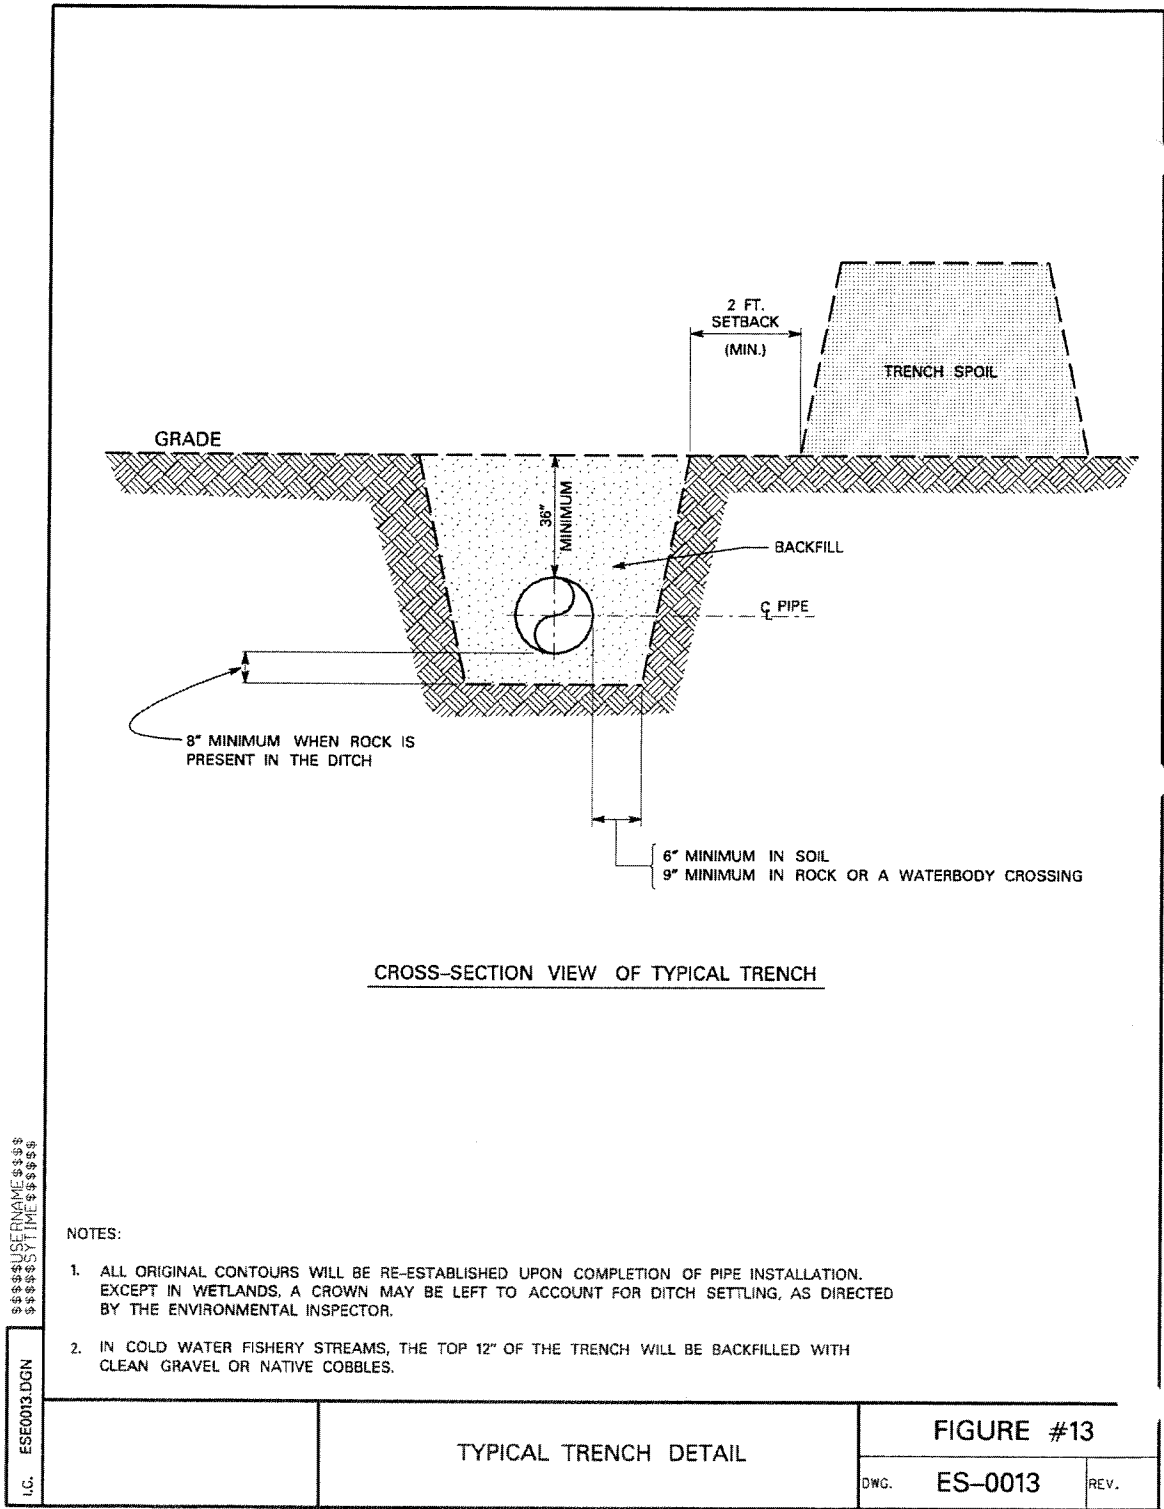 2 FT.
SETBACK
(MIN.)
TRENCH SPOIL
GRADE
36"
MINIMUM
BACKFILL
℄ PIPE
8" MINIMUM WHEN ROCK IS
PRESENT IN THE DITCH
6" MINIMUM IN SOIL
9" MINIMUM IN ROCK OR A WATERBODY CROSSING
CROSS-SECTION VIEW OF TYPICAL TRENCH
NOTES:
1. ALL ORIGINAL CONTOURS WILL BE RE-ESTABLISHED UPON COMPLETION OF PIPE INSTALLATION.
EXCEPT IN WETLANDS, A CROWN MAY BE LEFT TO ACCOUNT FOR DITCH SETTLING, AS DIRECTED
BY THE ENVIRONMENTAL INSPECTOR.
2. IN COLD WATER FISHERY STREAMS, THE TOP 12" OF THE TRENCH WILL BE BACKFILLED WITH
CLEAN GRAVEL OR NATIVE COBBLES.
$$$$USERNAME$$$$
$$$$$SYTIME$$$$$$
I.G. ESE0013.DGN
TYPICAL TRENCH DETAIL
FIGURE #13
DWG. ES-0013 REV.